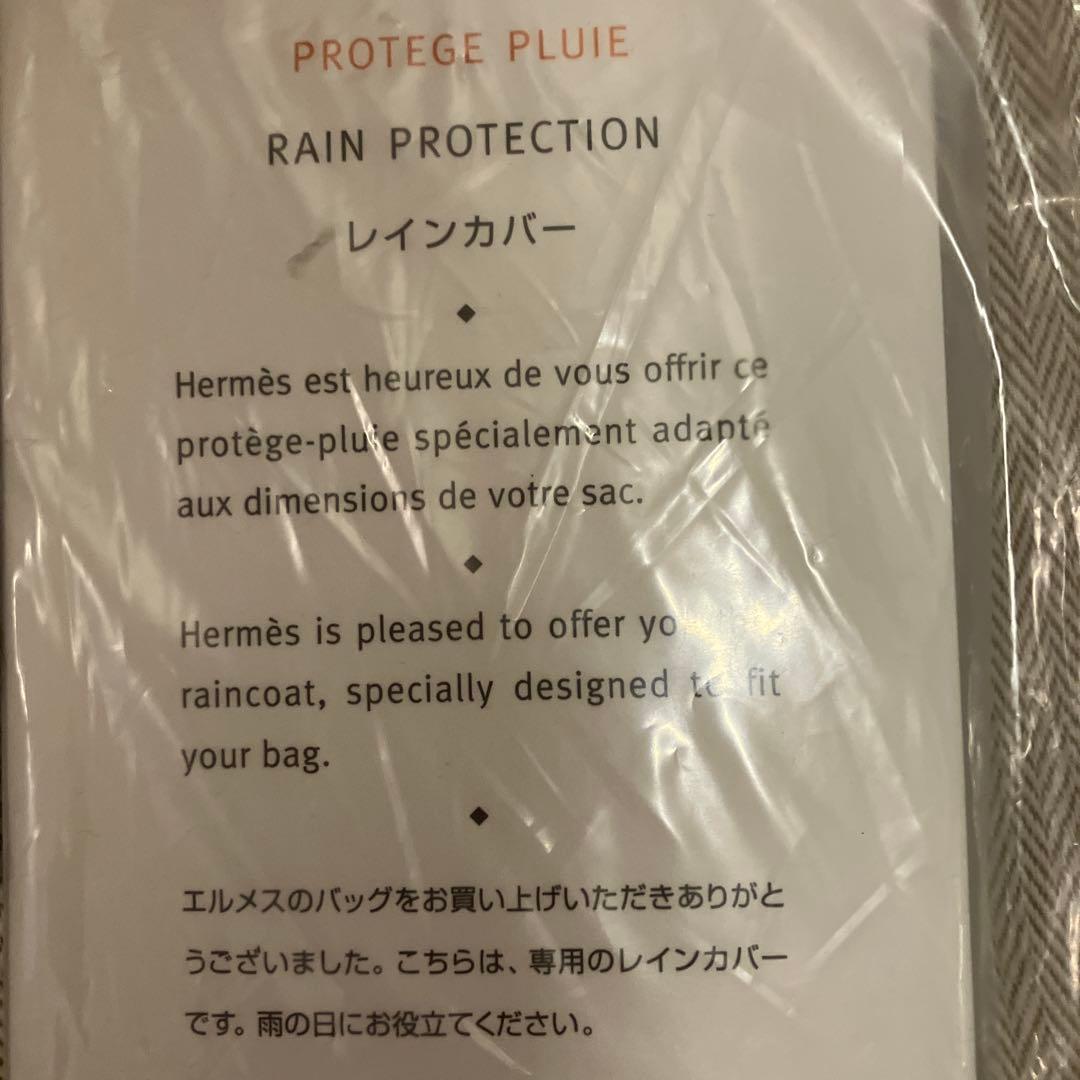 PROTEGE PLUIE
RAIN PROTECTION
レインカバー
Hermès est heureux de vous offrir ce
protège-pluie spécialement adapté
aux dimensions de votre sac.
Hermès is pleased to offer
raincoat, specially designed to fit
your bag.
エルメスのバッグをお買い上げいただきありがと
うございました。こちらは、専用のレインカバー
です。雨の日にお役立てください。